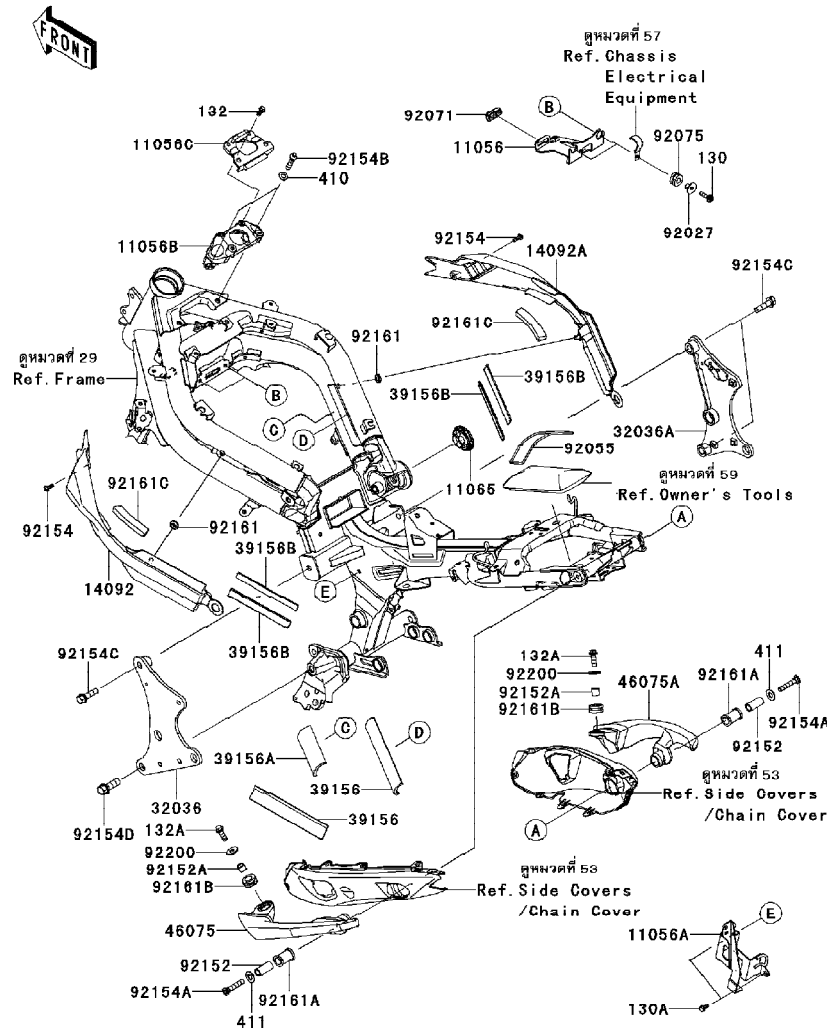 FRONT
ดูหมวดที่ 57
Ref.Chassis
Electrical
Equipment
132
11056C
92154B
410
11056B
92071
11056
B
92075
130
92027
92154
14092A
92154C
92161C
92161
ดูหมวดที่ 29
Ref.Frame
B
C
D
39156B
39156B
32036A
92055
11065
ดูหมวดที่ 59
Ref.Owner's Tools
A
92161C
92154
92161
14092
39156B
39156B
E
92154C
132A
92200
92152A
92161B
46075A
92161A
411
92154A
92152
C
D
39156A
39156
39156
32036
92154D
ดูหมวดที่ 53
Ref.Side Covers
/Chain Cover
A
132A
92200
92152A
92161B
46075
ดูหมวดที่ 53
Ref.Side Covers
/Chain Cover
92152
92154A
92161A
411
11056A
E
130A